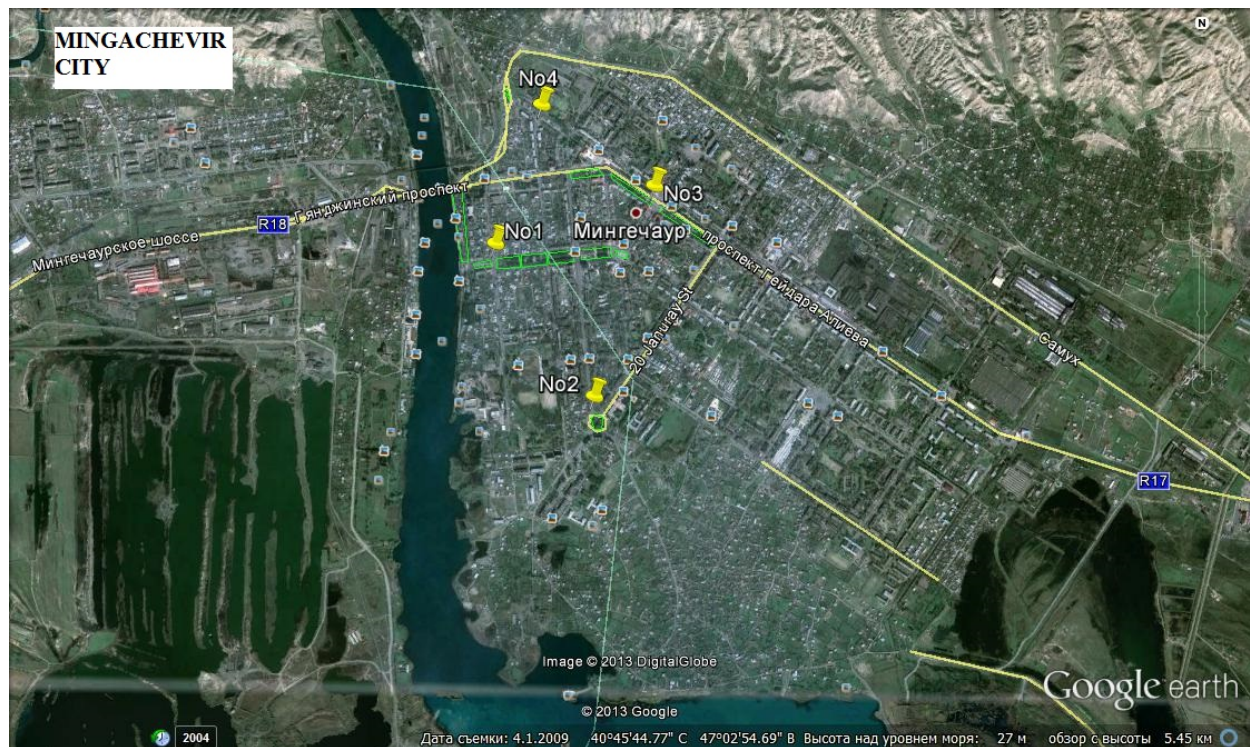 MINGACHEVIR
CITY
N
No4
No3
No1
Мингечаур
Гянджинский проспект
R18
Мингечаурское шоссе
проспект Гейдара Алиева
20 Januray St
Самух
No2
R17
Image © 2013 DigitalGlobe
Google earth
© 2013 Google
2004
Дата съемки: 4.1.2009 40°45'44.77" С 47°02'54.69" В Высота над уровнем моря: 27 м обзор с высоты 5.45 км